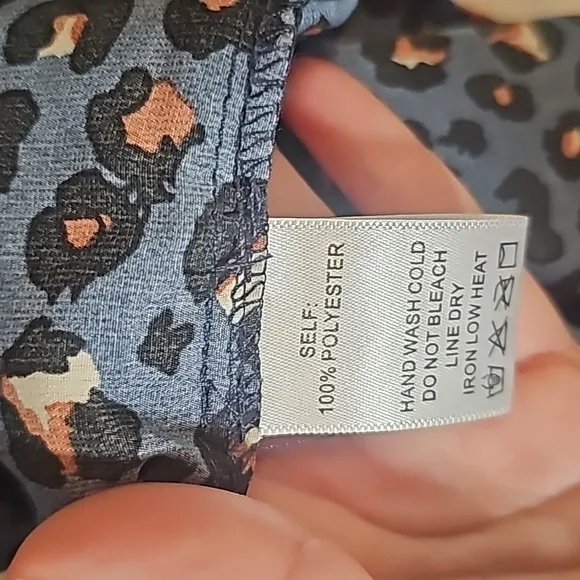 SELF:
100% POLYESTER
HAND WASH COLD
DO NOT BLEACH
LINE DRY
IRON LOW HEAT